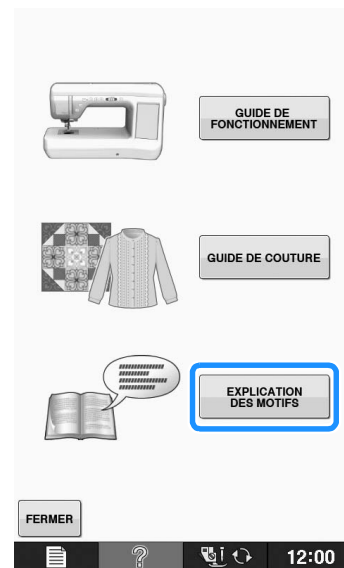 GUIDE DE
FONCTIONNEMENT
GUIDE DE COUTURE
EXPLICATION
DES MOTIFS
FERMER
?
12:00